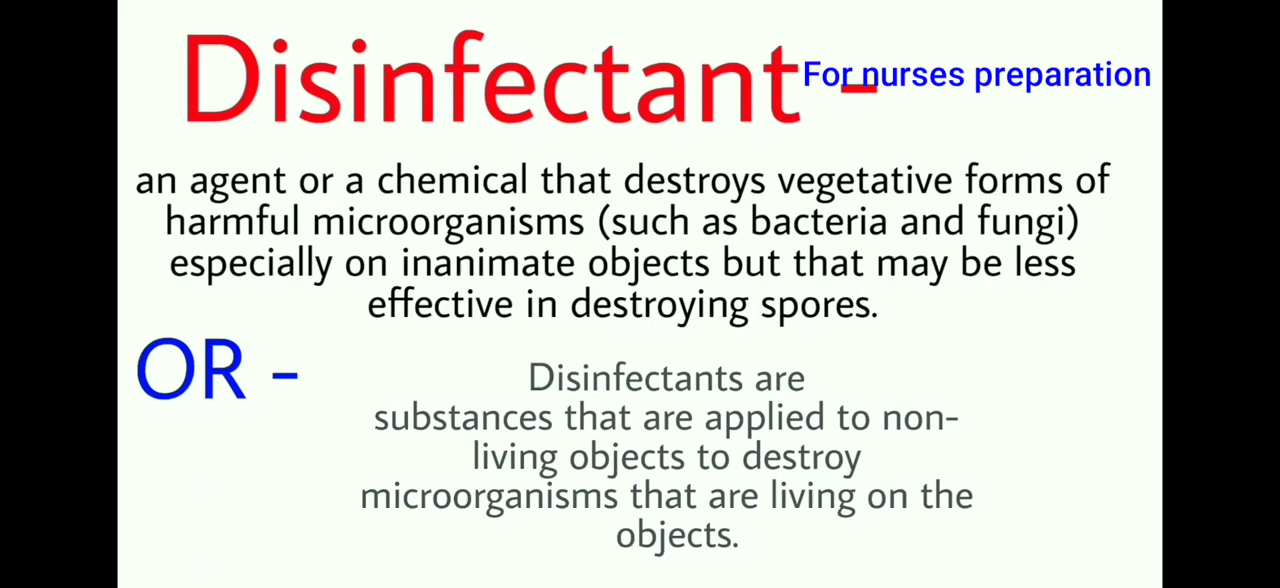 Disinfectant -
For nurses preparation
an agent or a chemical that destroys vegetative forms of
harmful microorganisms (such as bacteria and fungi)
especially on inanimate objects but that may be less
effective in destroying spores.
OR -
Disinfectants are
substances that are applied to non-
living objects to destroy
microorganisms that are living on the
objects.